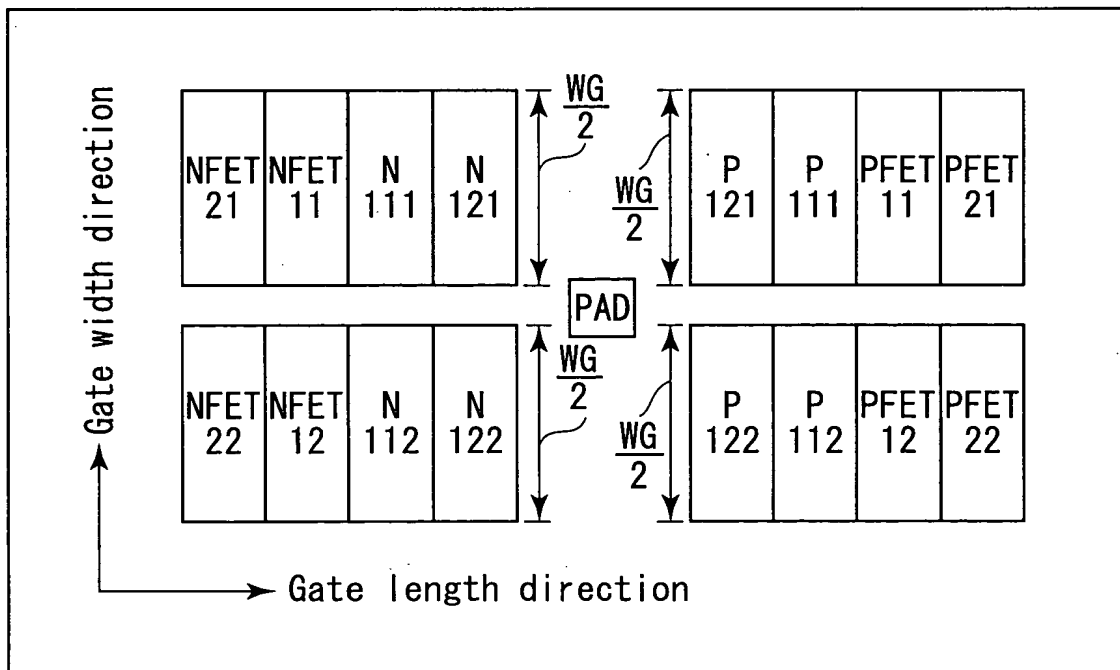 Gate width direction
NFET
21
NFET
11
N
111
N
121
WG
2
WG
2
P
121
P
111
PFET
11
PFET
21
PAD
NFET
22
NFET
12
N
112
N
122
WG
2
WG
2
P
122
P
112
PFET
12
PFET
22
Gate length direction